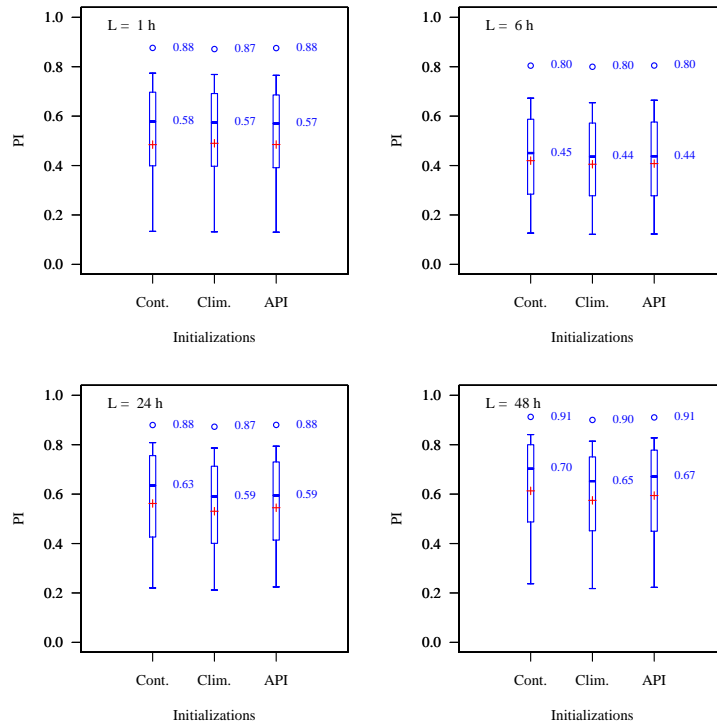 L = 1 h
PI
1.0
0.8
0.6
0.4
0.2
0.0
0.88
0.87
0.88
0.58
0.57
0.57
Cont.
Clim.
API
Initializations
L = 6 h
PI
1.0
0.8
0.6
0.4
0.2
0.0
0.80
0.80
0.80
0.45
0.44
0.44
Cont.
Clim.
API
Initializations
L = 24 h
PI
1.0
0.8
0.6
0.4
0.2
0.0
0.88
0.87
0.88
0.63
0.59
0.59
Cont.
Clim.
API
Initializations
L = 48 h
PI
1.0
0.8
0.6
0.4
0.2
0.0
0.91
0.90
0.91
0.70
0.65
0.67
Cont.
Clim.
API
Initializations